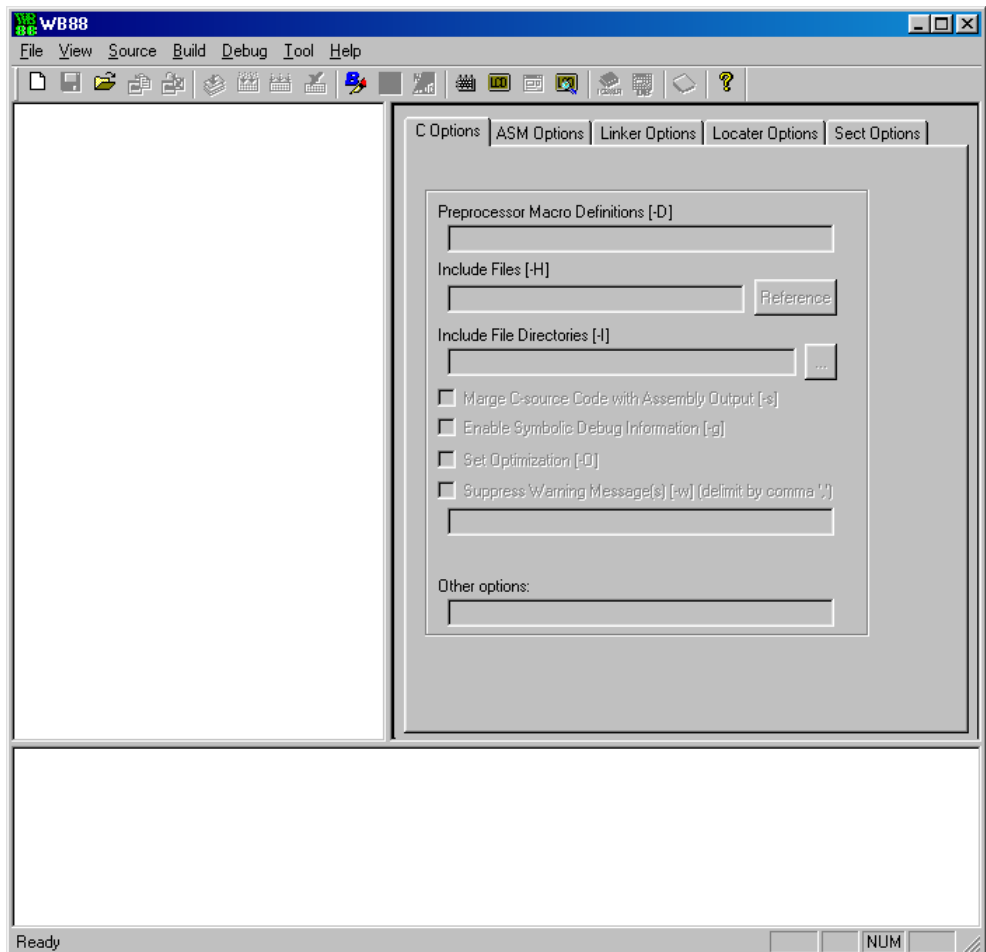 WB88
File View Source Build Debug Tool Help
LCD
C Options ASM Options Linker Options Locater Options Sect Options
Preprocessor Macro Definitions [-D]
Include Files [-H]
Reference
Include File Directories [-I]
...
Marge C-source Code with Assembly Output [-s]
Enable Symbolic Debug Information [-g]
Set Optimization [-O]
Suppress Warning Message(s) [-w] (delimit by comma ',')
Other options:
Ready NUM